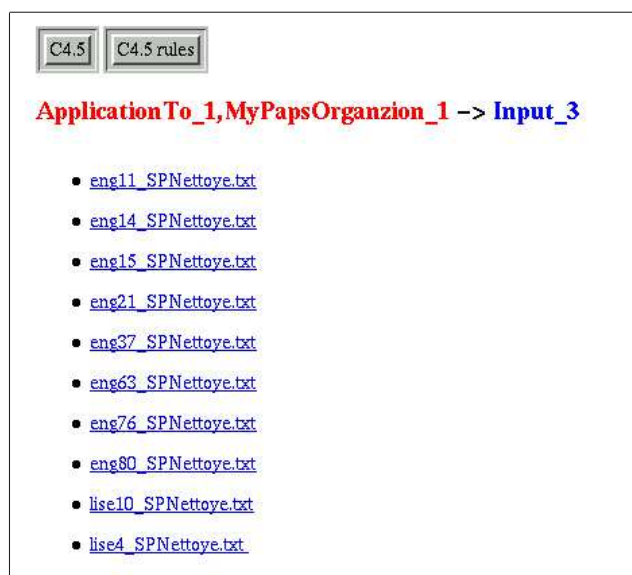 C4.5 C4.5 rules
ApplicationTo_1,MyPapsOrganzion_1 –> Input_3
eng11_SPNettoye.txt
eng14_SPNettoye.txt
eng15_SPNettoye.txt
eng21_SPNettoye.txt
eng37_SPNettoye.txt
eng63_SPNettoye.txt
eng76_SPNettoye.txt
eng80_SPNettoye.txt
lise10_SPNettoye.txt
lise4_SPNettoye.txt